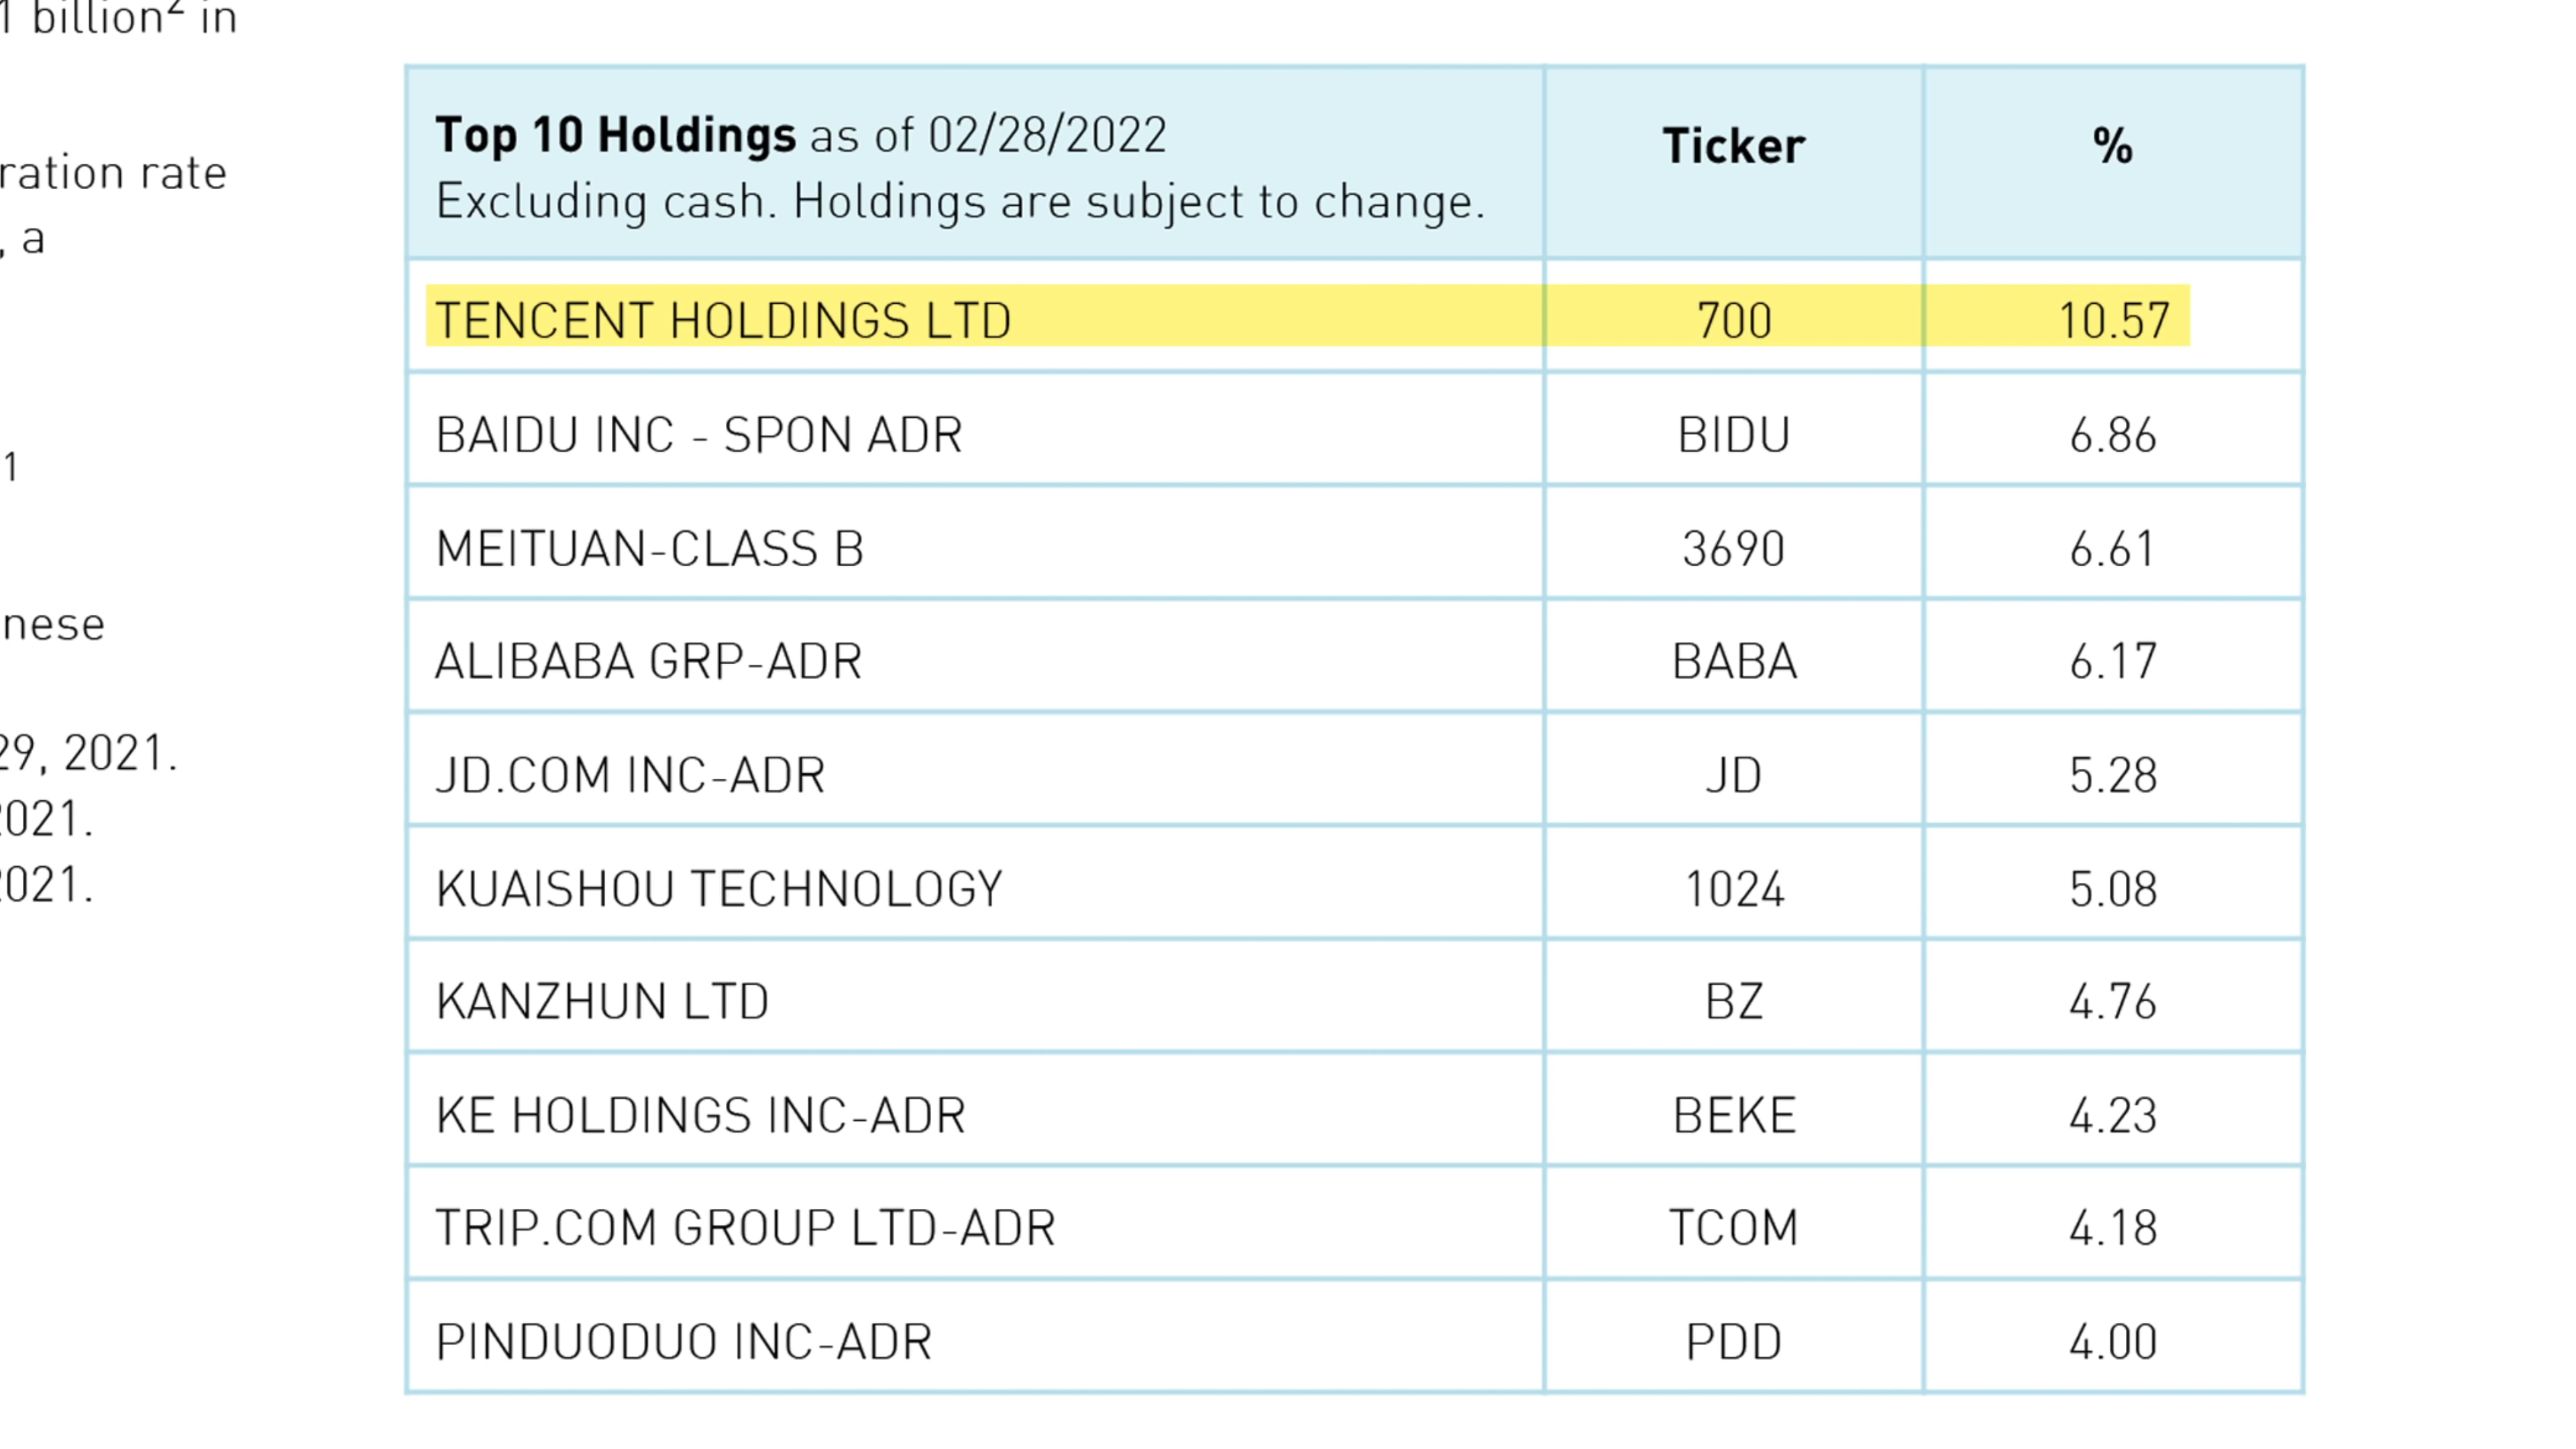 1 billion² in
ration rate
, a
1
nese
29, 2021.
2021.
2021.
Top 10 Holdings as of 02/28/2022
Excluding cash. Holdings are subject to change.
Ticker
%
TENCENT HOLDINGS LTD 700 10.57
BAIDU INC - SPON ADR BIDU 6.86
MEITUAN-CLASS B 3690 6.61
ALIBABA GRP-ADR BABA 6.17
JD.COM INC-ADR JD 5.28
KUAISHOU TECHNOLOGY 1024 5.08
KANZHUN LTD BZ 4.76
KE HOLDINGS INC-ADR BEKE 4.23
TRIP.COM GROUP LTD-ADR TCOM 4.18
PINDUODUO INC-ADR PDD 4.00